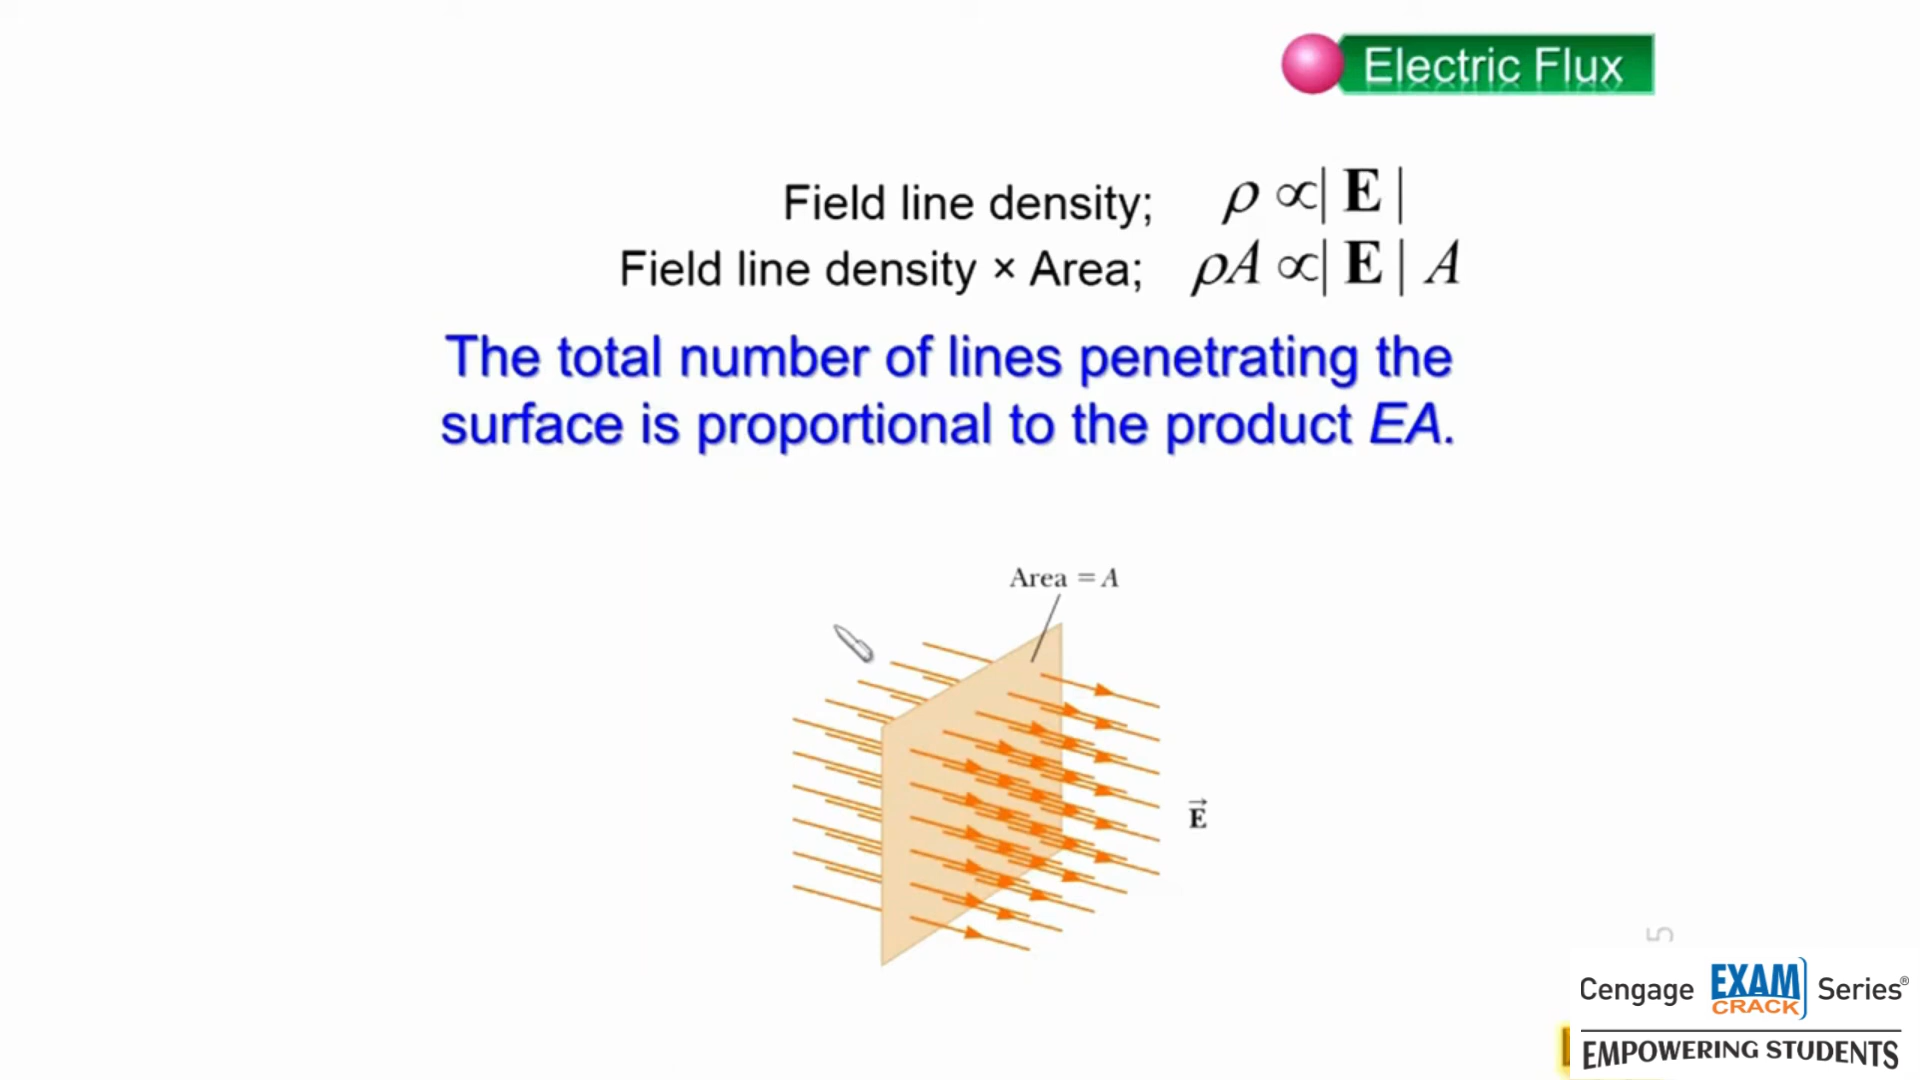 Electric Flux
Field line density; ρ ∝| E |
Field line density × Area; ρA ∝| E | A
The total number of lines penetrating the
surface is proportional to the product EA.
Area = A
E⃗
5
Cengage EXAM CRACK Series®
EMPOWERING STUDENTS